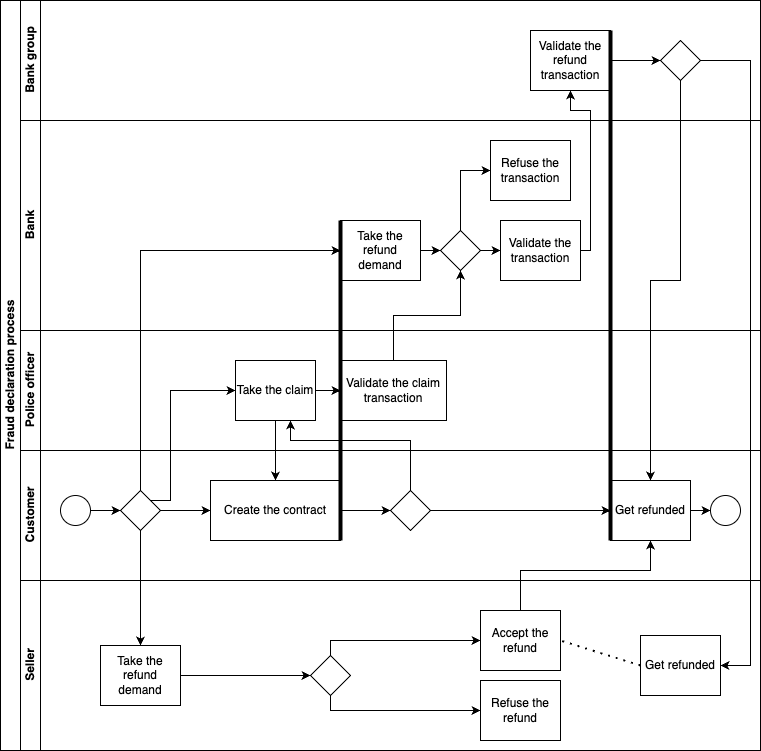 Fraud declaration process
Bank group
Validate the
refund
transaction
Bank
Refuse the
transaction
Take the
refund
demand
Validate the
transaction
Police officer
Take the claim
Validate the claim
transaction
Customer
Create the contract
Get refunded
Seller
Take the
refund
demand
Accept the
refund
Get refunded
Refuse the
refund